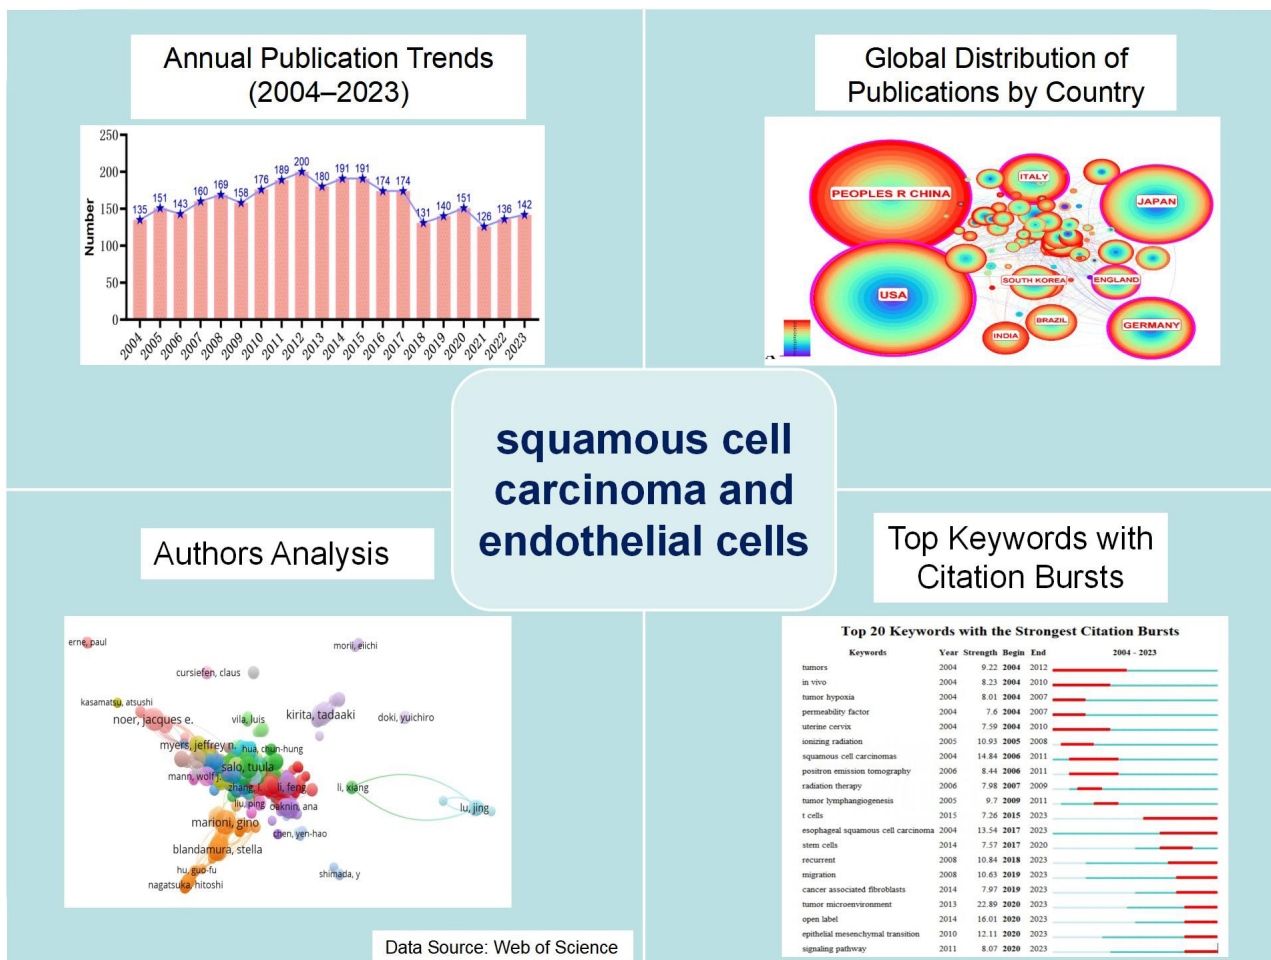 Annual Publication Trends
(2004–2023)
Number
250
200
150
100
50
0
135
151
143
160
169
158
176
189
200
180
191
191
174
174
131
140
151
126
136
142
2004
2005
2006
2007
2008
2009
2010
2011
2012
2013
2014
2015
2016
2017
2018
2019
2020
2021
2022
2023
Global Distribution of
Publications by Country
PEOPLES R CHINA
ITALY
JAPAN
USA
SOUTH KOREA
ENGLAND
BRAZIL
INDIA
GERMANY
squamous cell
carcinoma and
endothelial cells
Authors Analysis
erne, paul
morii, eiichi
cursiefen, claus
kasamatsu, atsushi
noer, jacques e.
vila, luis
kirita, tadaaki
doki, yuichiro
myers, jeffrey n.
hua, chun-hung
salo, tuula
mann, wolf j.
zhang, l
li, feng
li, xiang
liu, ping
oaknin, ana
lu, jing
marioni, gino
chen, yen-hao
blandamura, stella
hu, guo-fu
nagatsuka, hitoshi
shimada, y
Data Source: Web of Science
Top Keywords with
Citation Bursts
Top 20 Keywords with the Strongest Citation Bursts
Keywords Year Strength Begin End 2004 - 2023
tumors 2004 9.22 2004 2012
in vivo 2004 8.23 2004 2010
tumor hypoxia 2004 8.01 2004 2007
permeability factor 2004 7.6 2004 2007
uterine cervix 2004 7.59 2004 2010
ionizing radiation 2005 10.93 2005 2008
squamous cell carcinomas 2004 14.84 2006 2011
positron emission tomography 2006 8.44 2006 2011
radiation therapy 2006 7.98 2007 2009
tumor lymphangiogenesis 2005 9.7 2009 2011
t cells 2015 7.26 2015 2023
esophageal squamous cell carcinoma 2004 13.54 2017 2023
stem cells 2014 7.57 2017 2020
recurrent 2008 10.84 2018 2023
migration 2008 10.63 2019 2023
cancer associated fibroblasts 2014 7.97 2019 2023
tumor microenvironment 2013 22.89 2020 2023
open label 2014 16.01 2020 2023
epithelial mesenchymal transition 2010 12.11 2020 2023
signaling pathway 2011 8.07 2020 2023